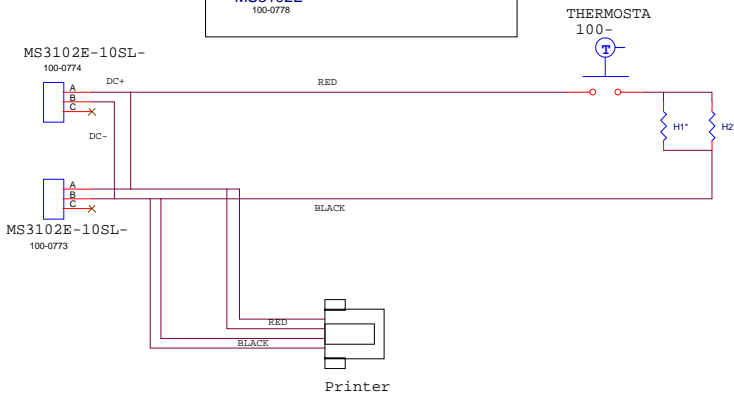 100-0778
THERMOSTA
100-
T
MS3102E-10SL-
100-0774
A
B
C
DC+
RED
DC-
H1*
H2
A
B
C
BLACK
MS3102E-10SL-
100-0773
RED
BLACK
Printer